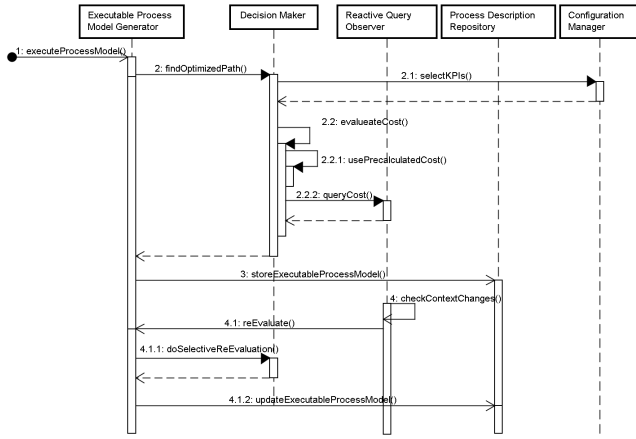 Executable Process
Model Generator
Decision Maker
Reactive Query
Observer
Process Description
Repository
Configuration
Manager
1: executeProcessModel()
2: findOptimizedPath()
2.1: selectKPIs()
2.2: evalueateCost()
2.2.1: usePrecalculatedCost()
2.2.2: queryCost()
3: storeExecutableProcessModel()
4: checkContextChanges()
4.1: reEvaluate()
4.1.1: doSelectiveReEvaluation()
4.1.2: updateExecutableProcessModel()